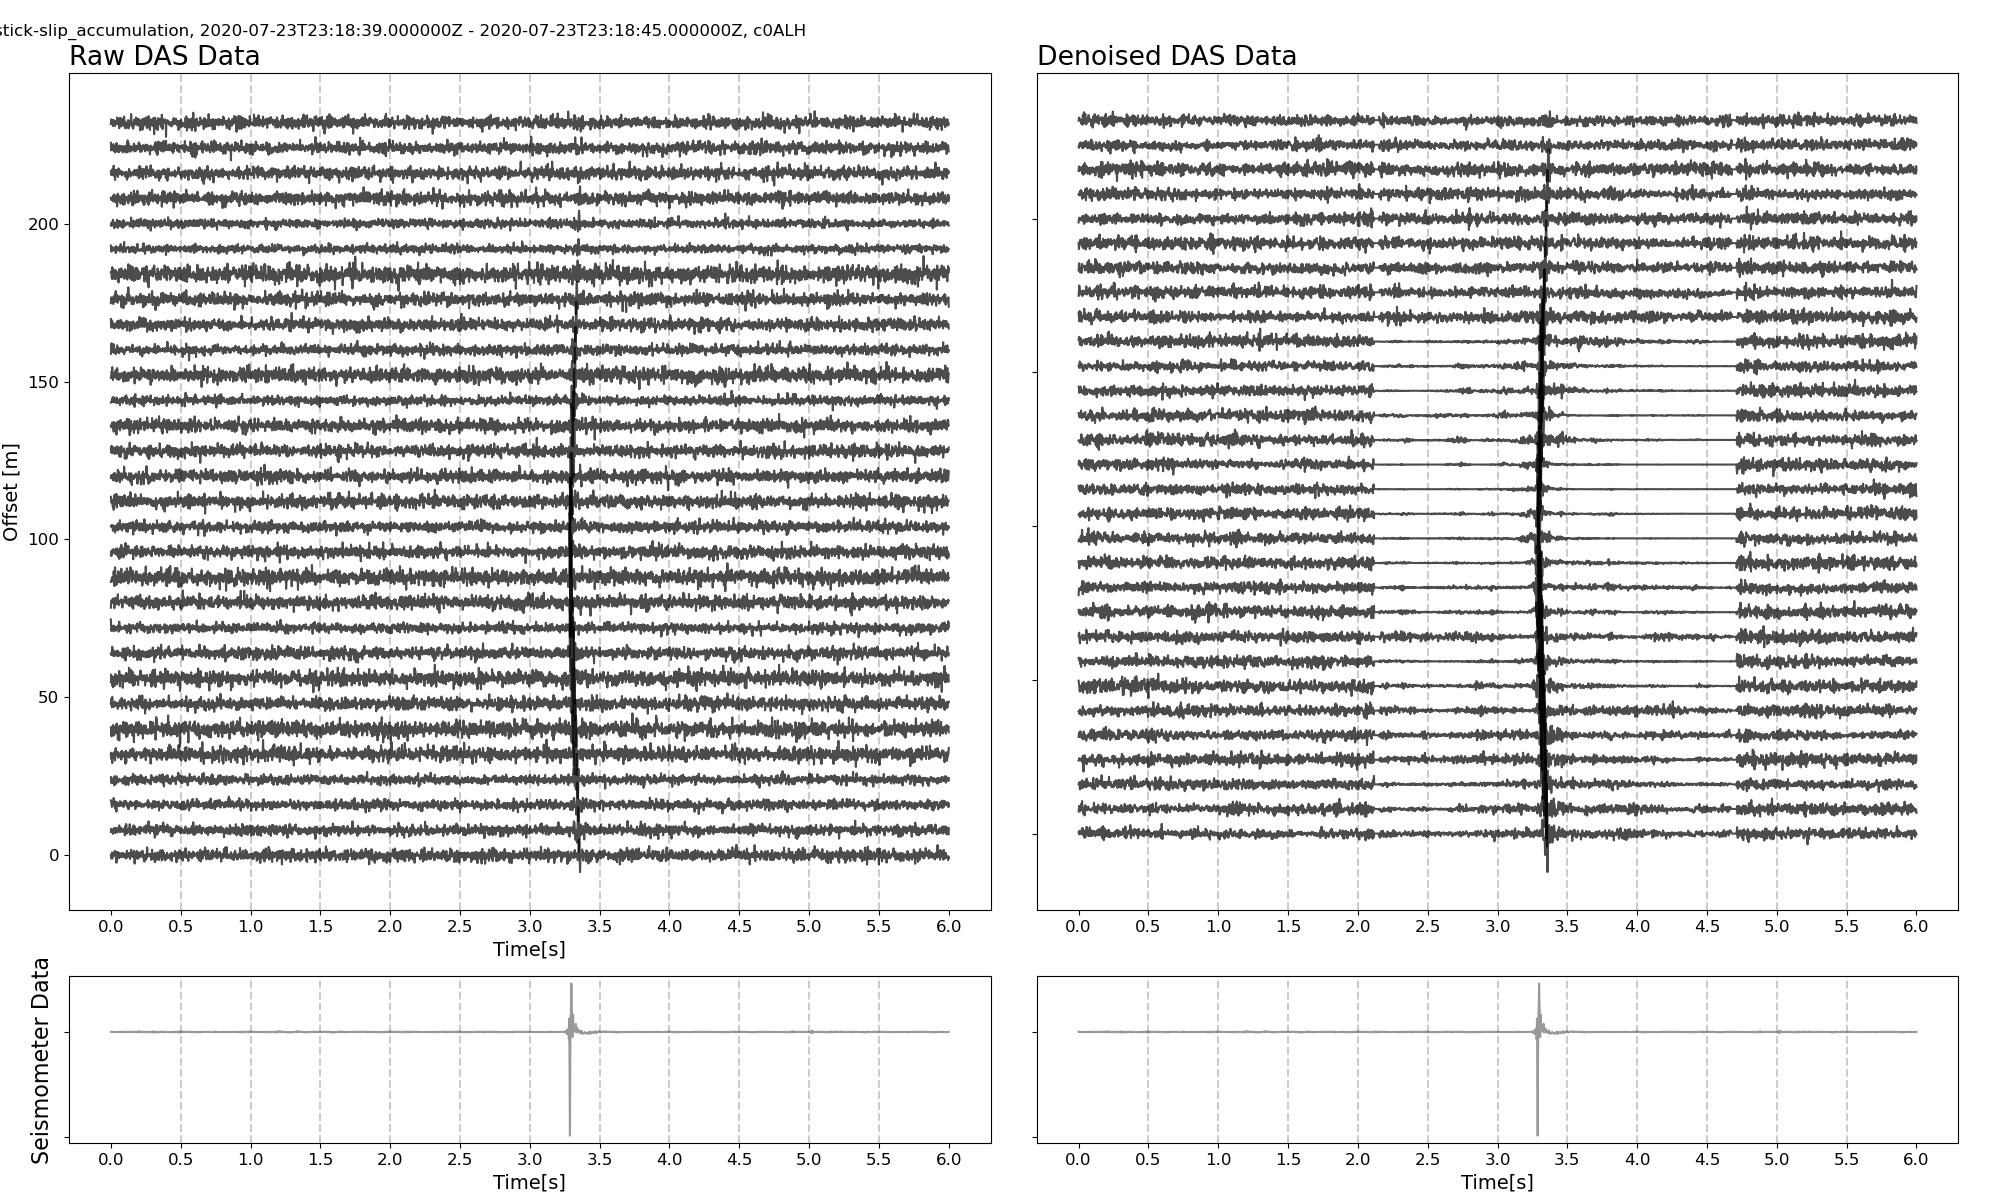 stick-slip_accumulation, 2020-07-23T23:18:39.000000Z - 2020-07-23T23:18:45.000000Z, c0ALH
Raw DAS Data
Denoised DAS Data
Offset [m]
200
150
100
50
0
0.0 0.5 1.0 1.5 2.0 2.5 3.0 3.5 4.0 4.5 5.0 5.5 6.0
Time[s]
0.0 0.5 1.0 1.5 2.0 2.5 3.0 3.5 4.0 4.5 5.0 5.5 6.0
Seismometer Data
0.0 0.5 1.0 1.5 2.0 2.5 3.0 3.5 4.0 4.5 5.0 5.5 6.0
Time[s]
0.0 0.5 1.0 1.5 2.0 2.5 3.0 3.5 4.0 4.5 5.0 5.5 6.0
Time[s]